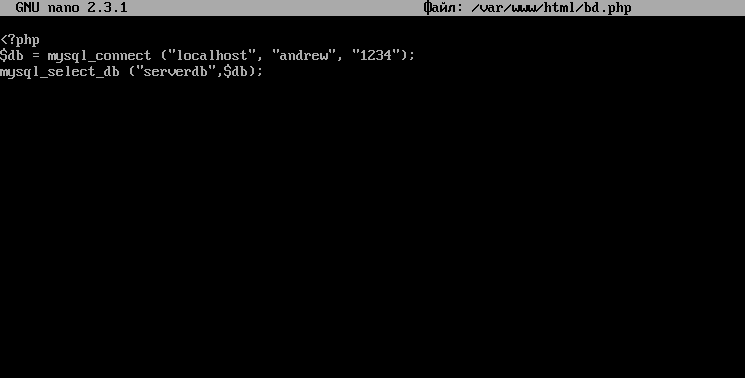 GNU nano 2.3.1 Файл: /var/www/html/bd.php
<?php
$db = mysql_connect ("localhost", "andrew", "1234");
mysql_select_db ("serverdb",$db);